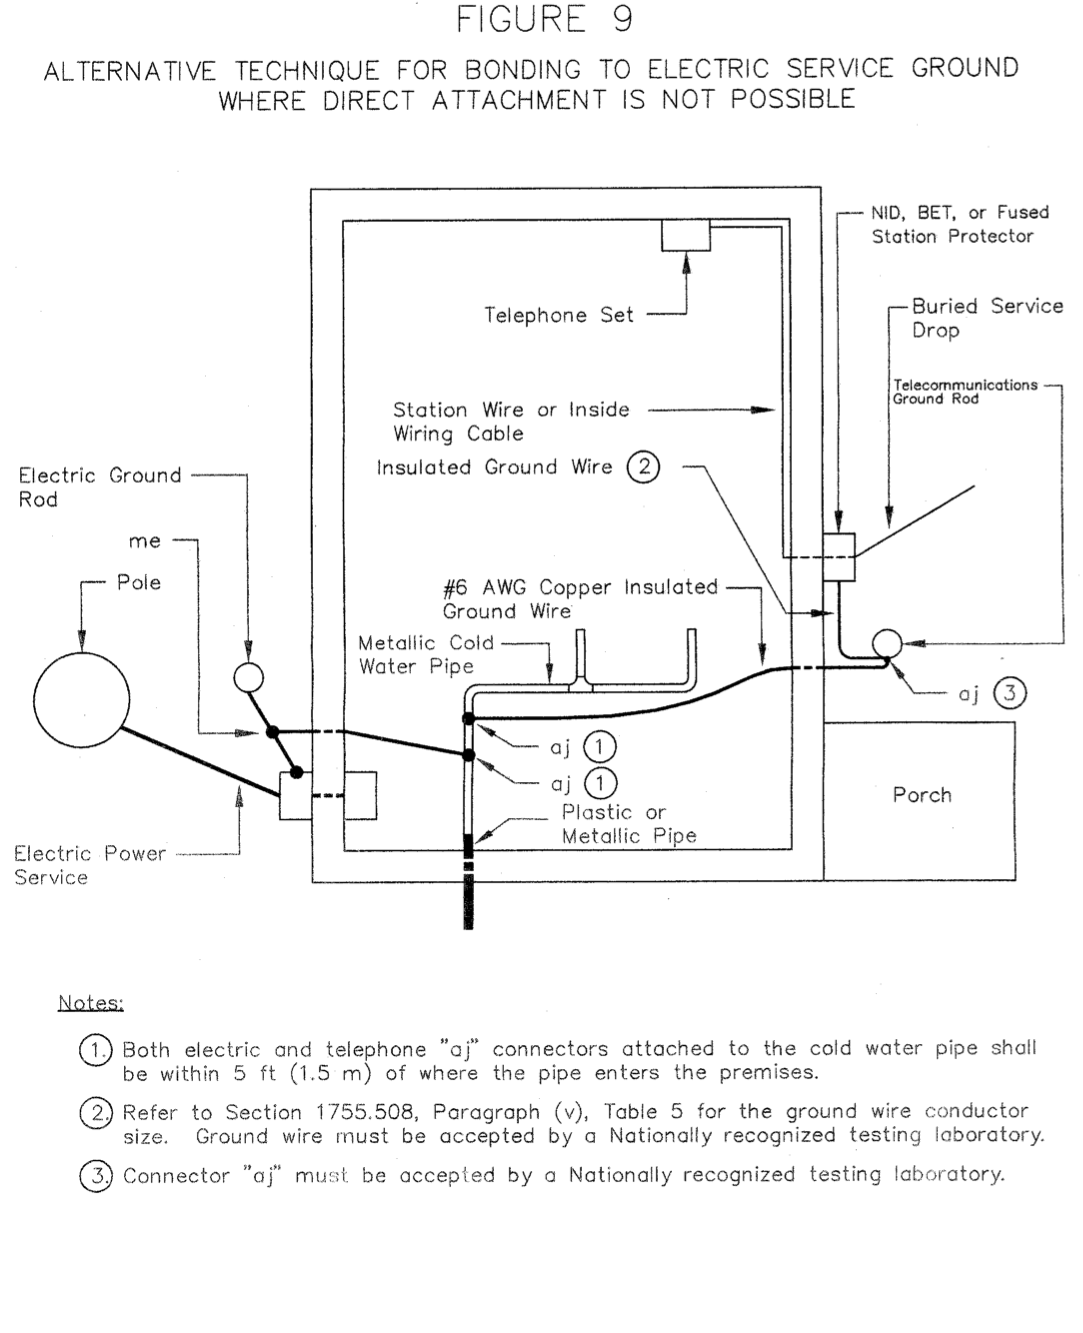 FIGURE 9
ALTERNATIVE TECHNIQUE FOR BONDING TO ELECTRIC SERVICE GROUND
WHERE DIRECT ATTACHMENT IS NOT POSSIBLE
NID, BET, or Fused
Station Protector
Telephone Set
Buried Service
Drop
Telecommunications
Ground Rod
Station Wire or Inside
Wiring Cable
Insulated Ground Wire 2
Electric Ground
Rod
me
Pole
#6 AWG Copper Insulated
Ground Wire
Metallic Cold
Water Pipe
aj 3
aj 1
aj 1
Plastic or
Metallic Pipe
Porch
Electric Power
Service
Notes:
1. Both electric and telephone "aj" connectors attached to the cold water pipe shall
be within 5 ft (1.5 m) of where the pipe enters the premises.
2. Refer to Section 1755.508, Paragraph (v), Table 5 for the ground wire conductor
size. Ground wire must be accepted by a Nationally recognized testing laboratory.
3. Connector "aj" must be accepted by a Nationally recognized testing laboratory.